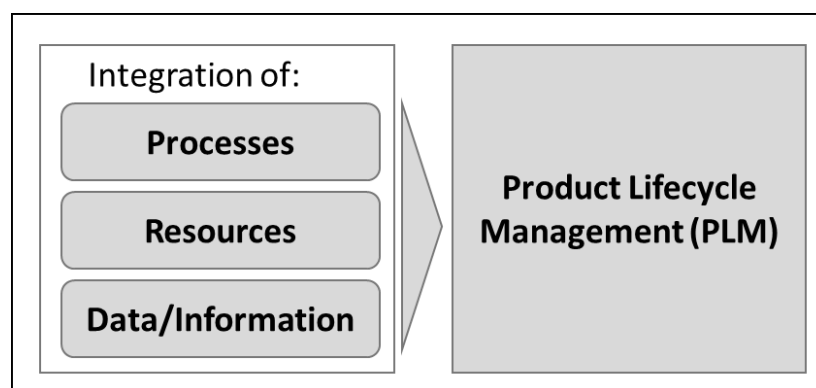 Integration of:
Processes
Resources
Data/Information
Product Lifecycle
Management (PLM)